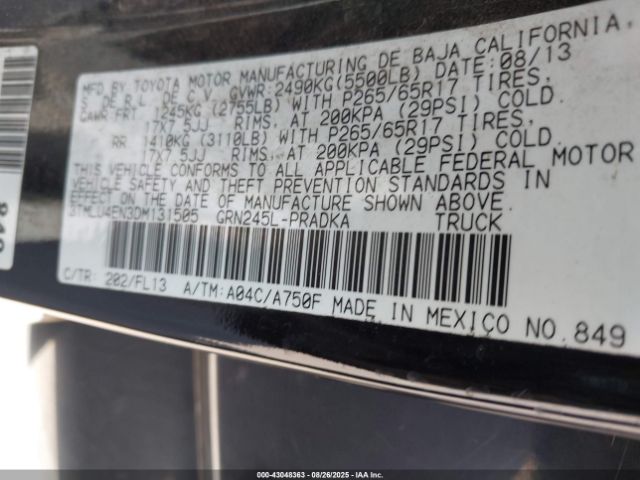 MFD.BY TOYOTA MOTOR MANUFACTURING DE BAJA CALIFORNIA,
S. DE R.L. DE C.V. GVWR:2490KG(5500LB) DATE:08/13
GAWR FRT 1245KG (2755LB) WITH P265/65R17 TIRES,
17X7.5JJ RIMS, AT 200KPA (29PSI) COLD.
RR 1410KG (3110LB) WITH P265/65R17 TIRES,
17X7.5JJ RIMS, AT 200KPA (29PSI) COLD.
THIS VEHICLE CONFORMS TO ALL APPLICABLE FEDERAL MOTOR
VEHICLE SAFETY AND THEFT PREVENTION STANDARDS IN
EFFECT ON THE DATE OF MANUFACTURE SHOWN ABOVE.
3TMLU4EN3DM131505 GRN245L-PRADKA TRUCK
C/TR: 202/FL13 A/TM:A04C/A750F MADE IN MEXICO NO.849
849
000-43048363 | 08/26/2025 | IAA Inc.